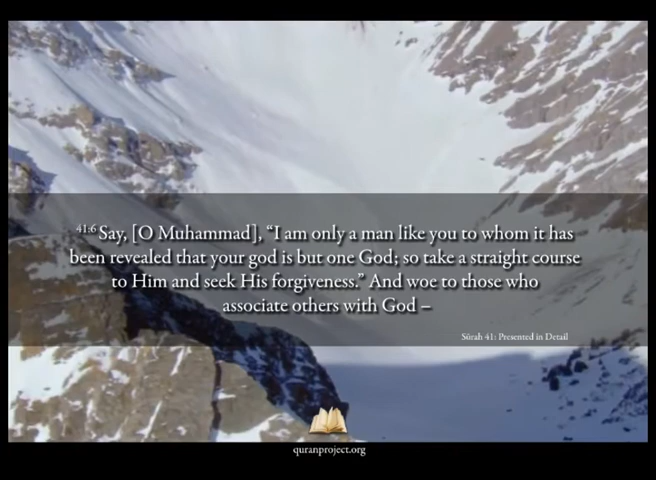 41:6 Say, [O Muhammad], “I am only a man like you to whom it has
been revealed that your god is but one God; so take a straight course
to Him and seek His forgiveness.” And woe to those who
associate others with God –
Sūrah 41: Presented in Detail
quranproject.org